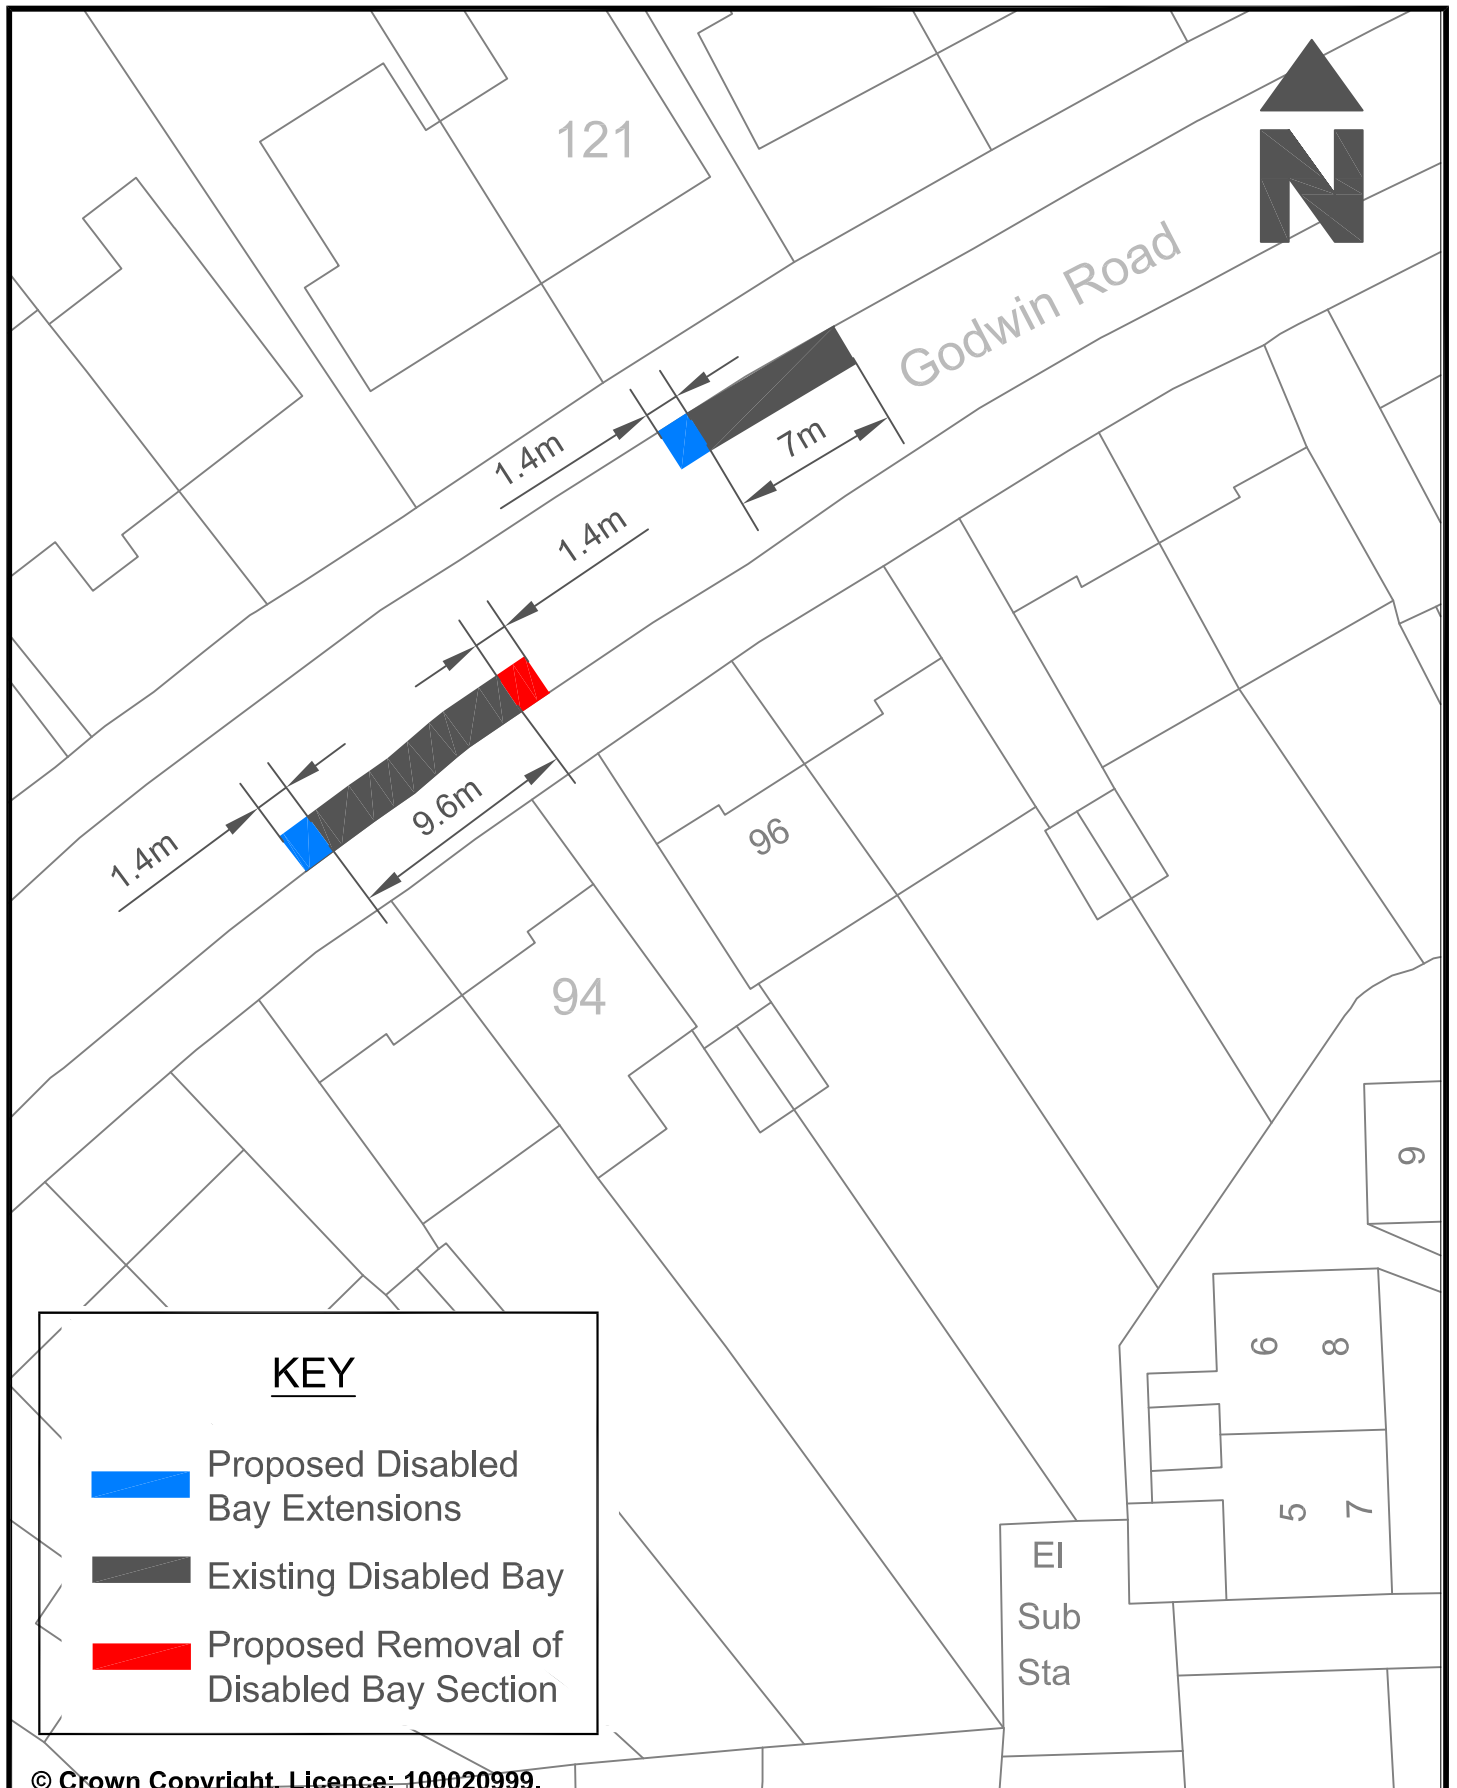 121
N
Godwin Road
1.4m
7m
1.4m
9.6m
1.4m
96
94
9
6
8
5
7
El
Sub
Sta
KEY
Proposed Disabled
Bay Extensions
Existing Disabled Bay
Proposed Removal of
Disabled Bay Section
© Crown Copyright. Licence: 100020999.